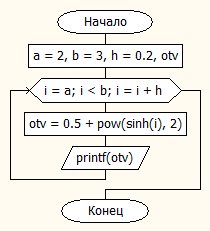 Начало
a = 2, b = 3, h = 0.2, otv
i = a; i < b; i = i + h
otv = 0.5 + pow(sinh(i), 2)
printf(otv)
Конец